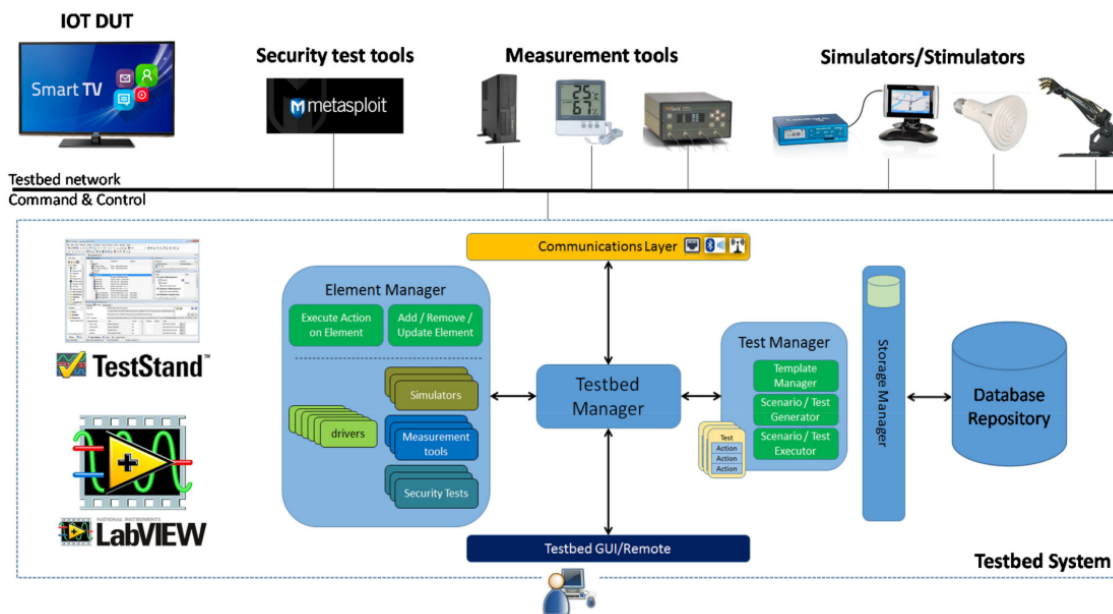 IOT DUT
Smart TV
Security test tools
metasploit
Measurement tools
25°C
67
Simulators/Stimulators
Testbed network
Command & Control
Communications Layer
Element Manager
Execute Action
on Element
Add / Remove /
Update Element
Simulators
drivers
Measurement
tools
Security Tests
TestStand™
NATIONAL INSTRUMENTS
LabVIEW
Testbed
Manager
Test Manager
Template
Manager
Scenario / Test
Generator
Scenario / Test
Executor
Test
Action
Action
Action
Storage Manager
Database
Repository
Testbed GUI/Remote
Testbed System